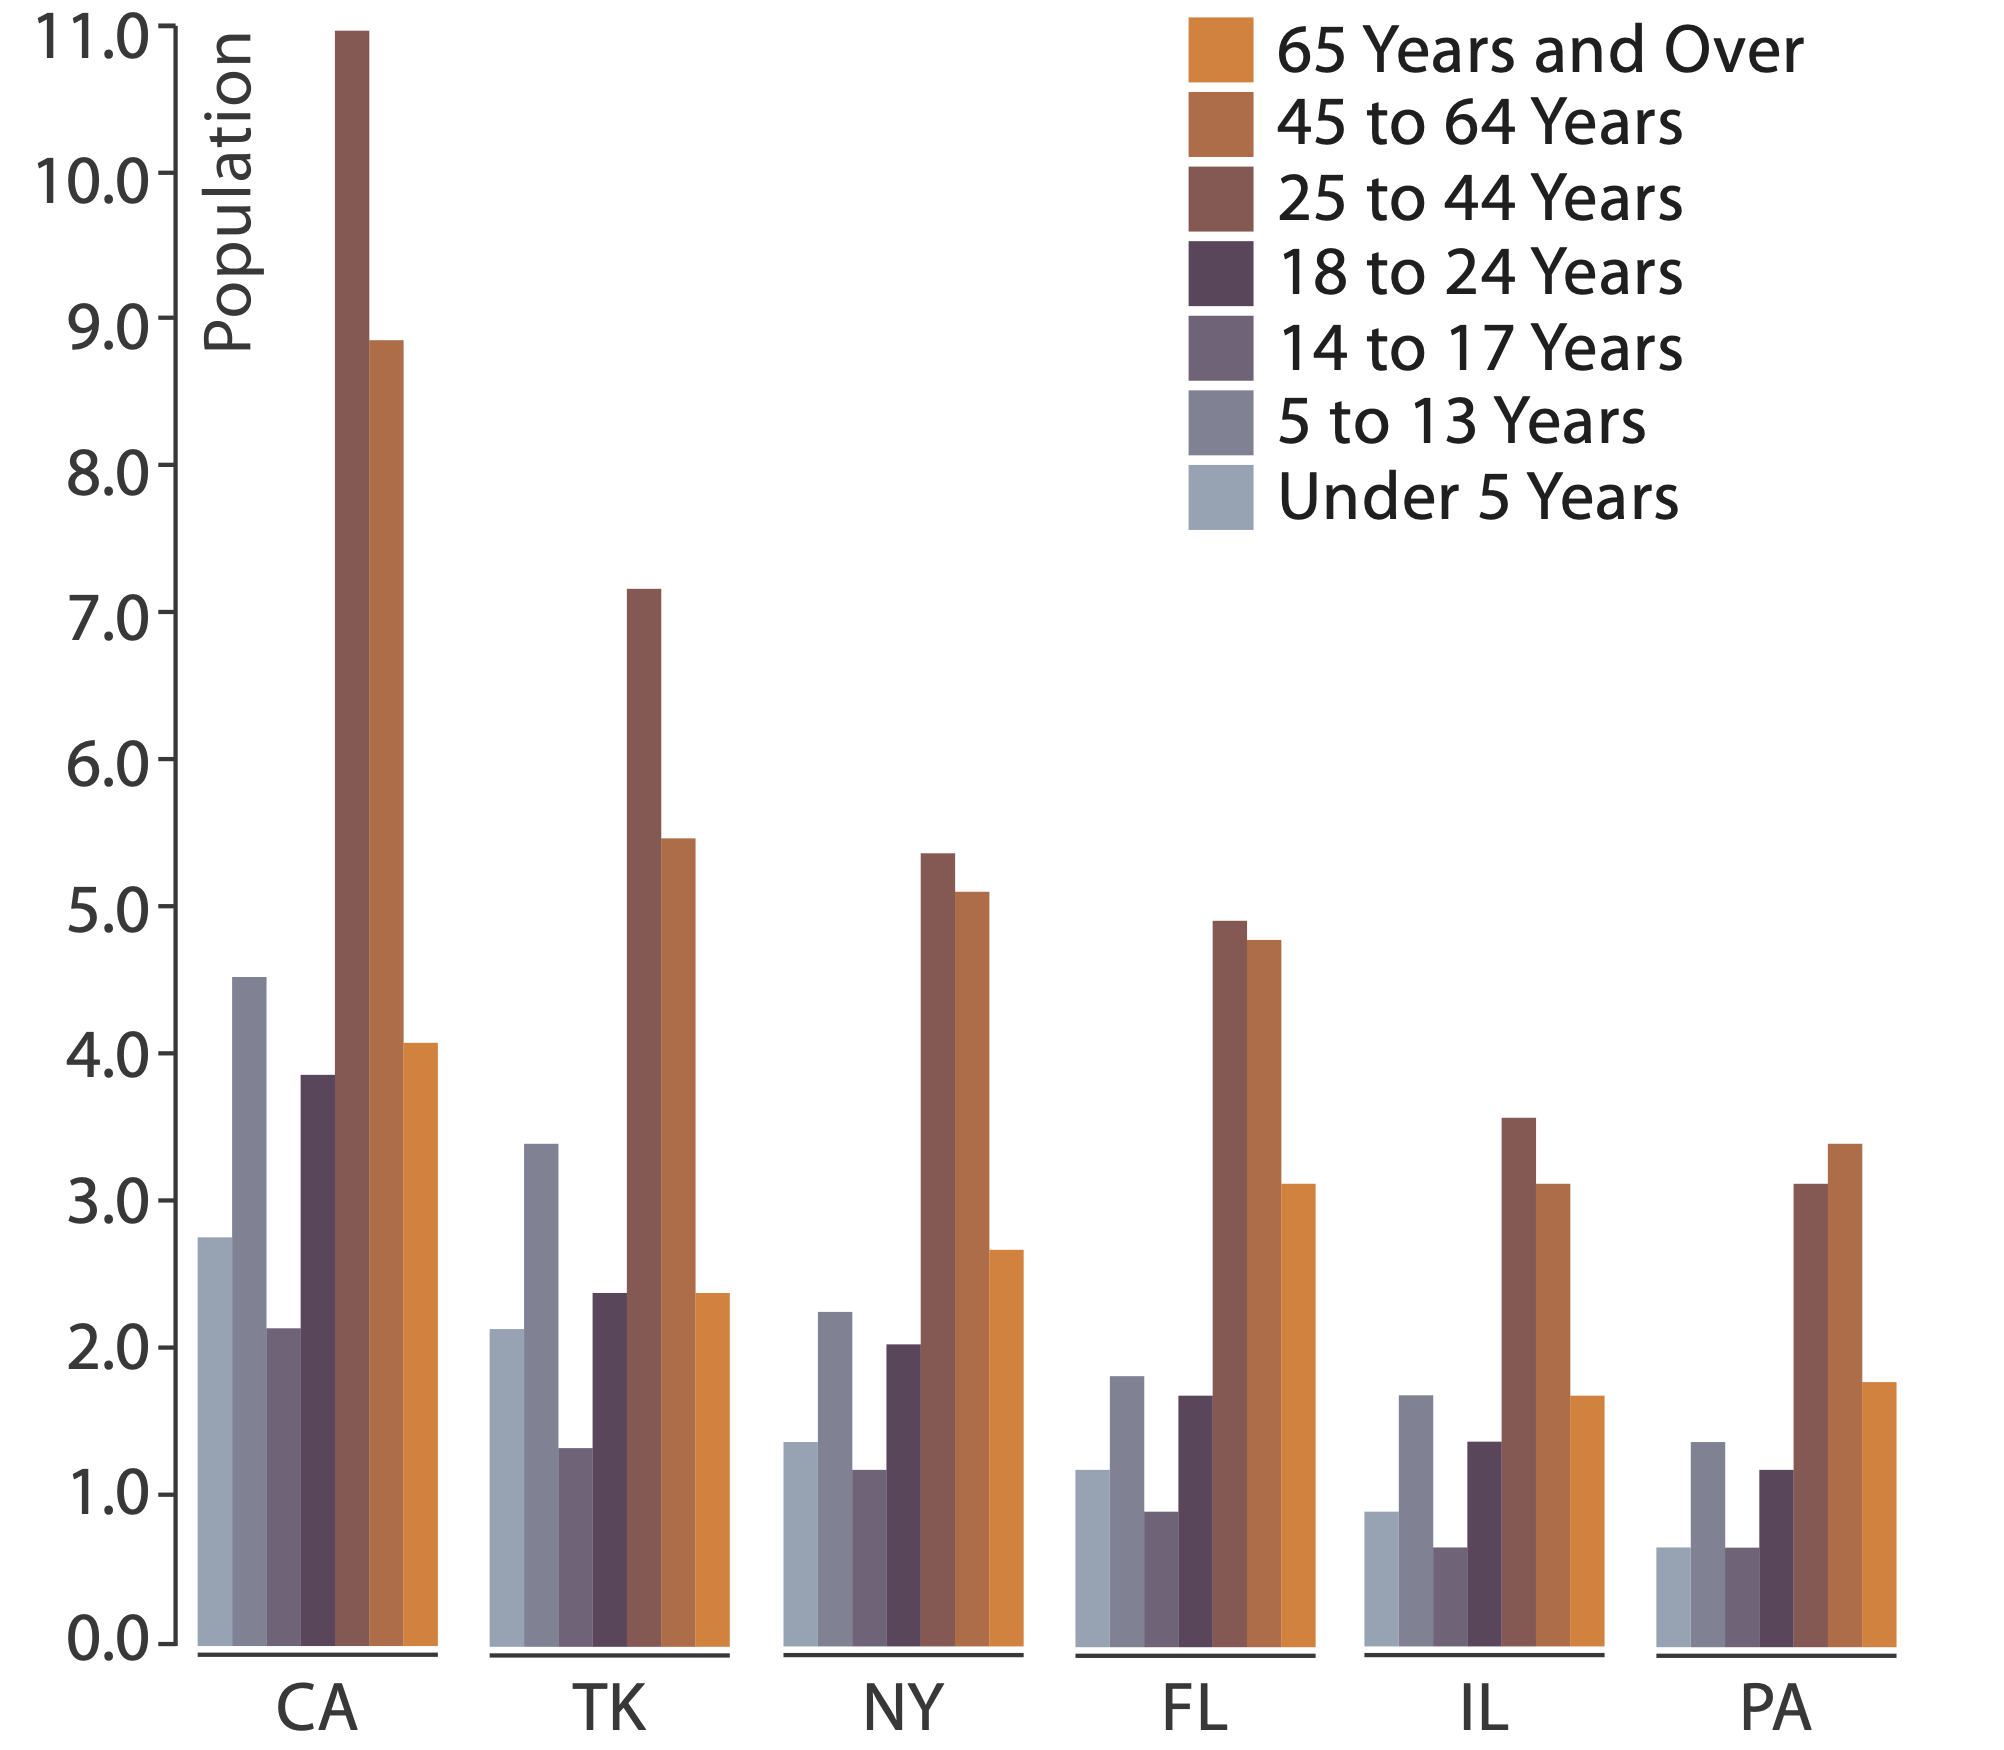 11.0
10.0
9.0
8.0
7.0
6.0
5.0
4.0
3.0
2.0
1.0
0.0
Population
65 Years and Over
45 to 64 Years
25 to 44 Years
18 to 24 Years
14 to 17 Years
5 to 13 Years
Under 5 Years
CA TK NY FL IL PA